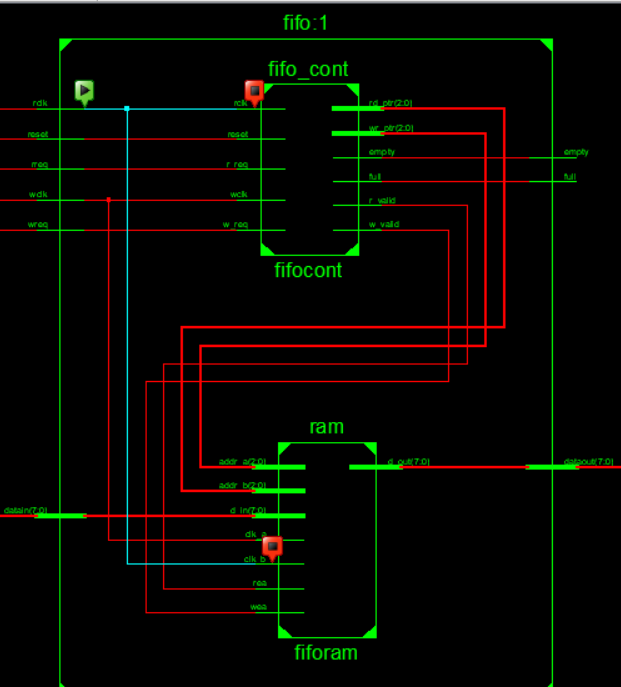 fifo:1
fifo_cont
rclk rclk rd_ptr(2:0)
wr_ptr(2:0)
reset reset
empty empty
rreq r_req
full full
wclk wclk r_valid
wreq w_req w_valid
fifocont
ram
addr_a(2:0) d_out(7:0) dataout(7:0)
addr_b(2:0)
datain(7:0) d_in(7:0)
clk_a
clk_b
rea
wea
fiforam